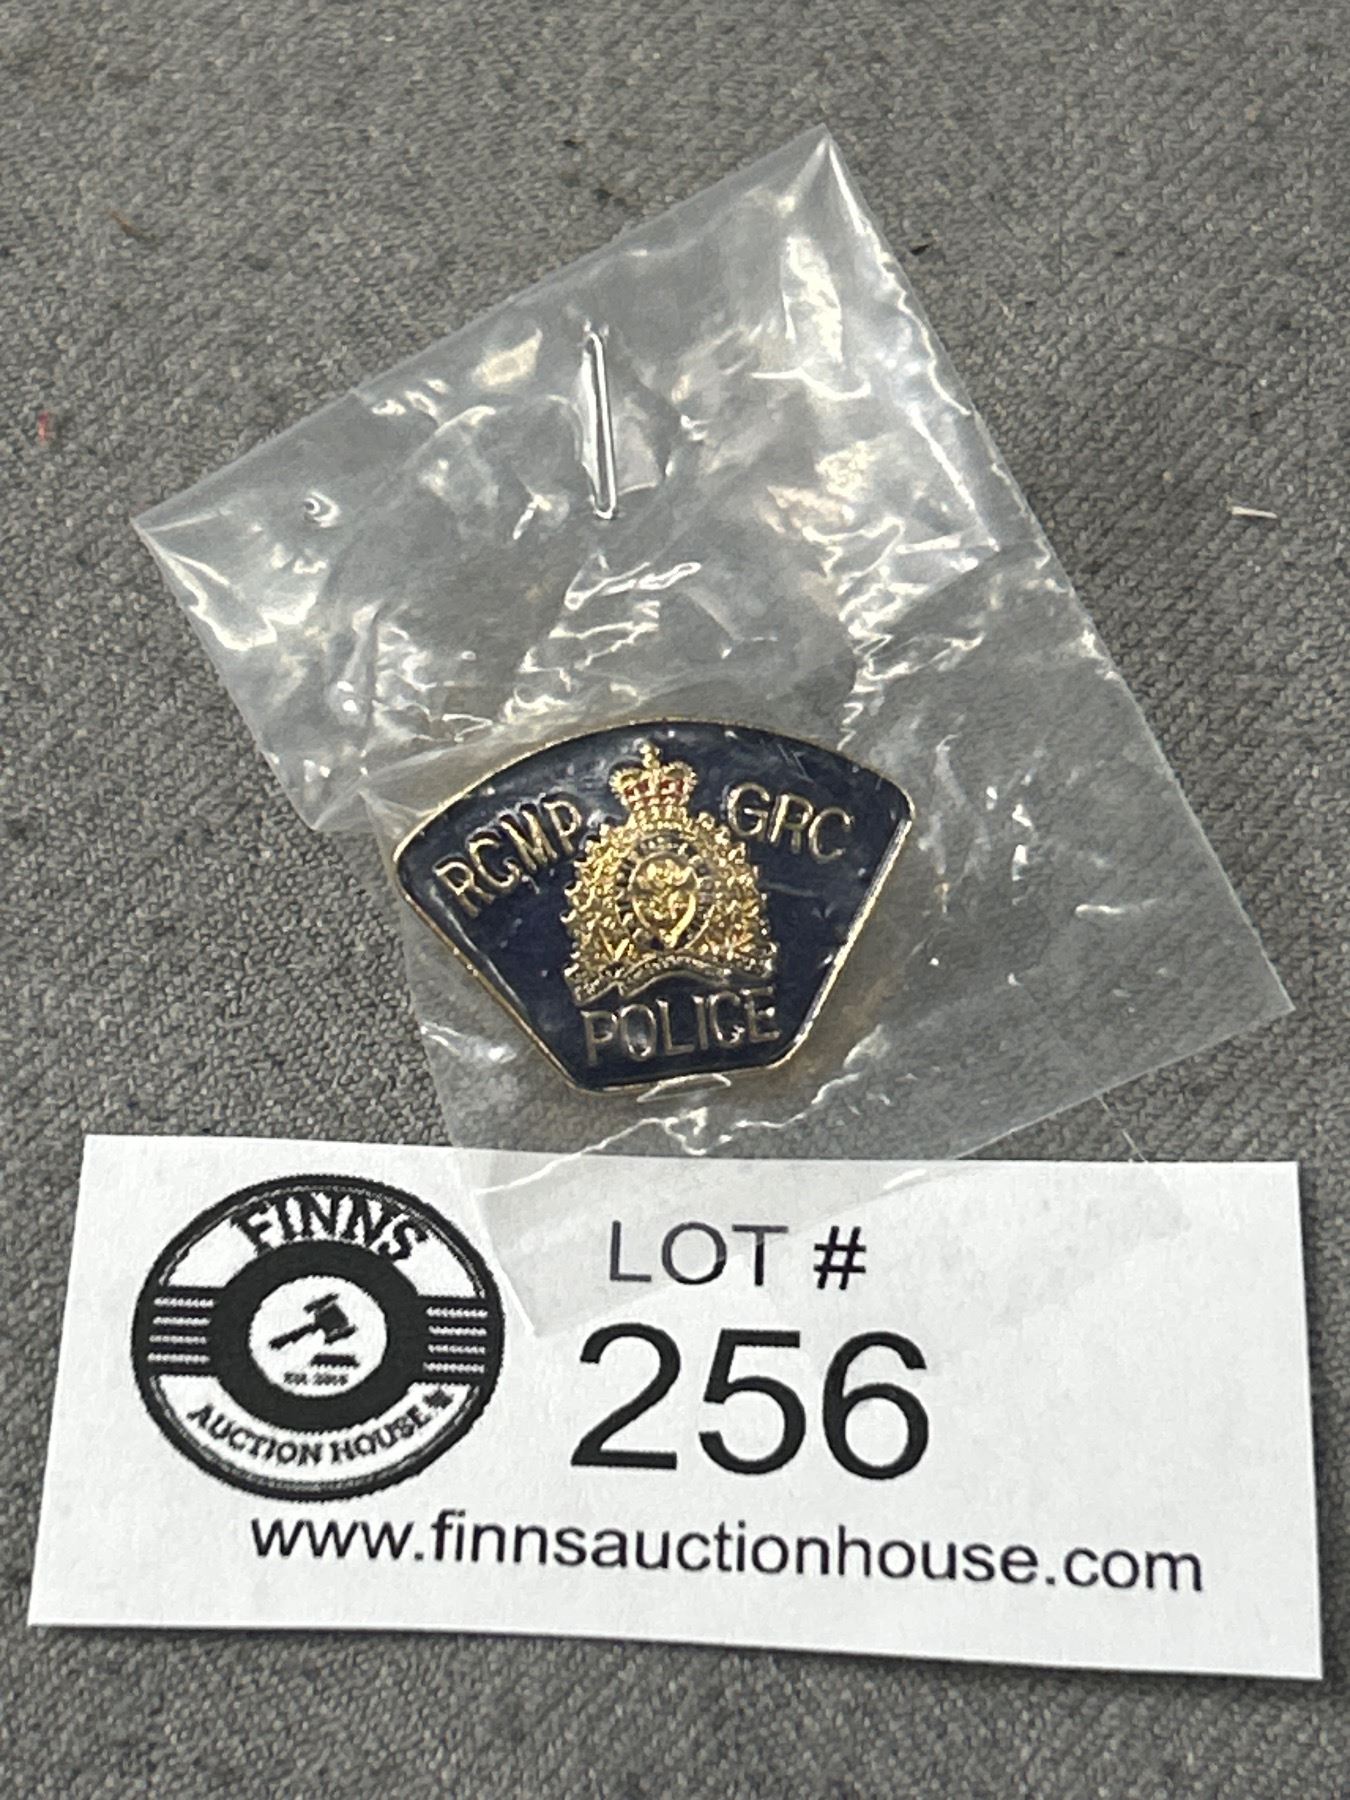 RCMP GRC
POLICE
FINNS
AUCTION HOUSE
LOT #
256
www.finnsauctionhouse.com